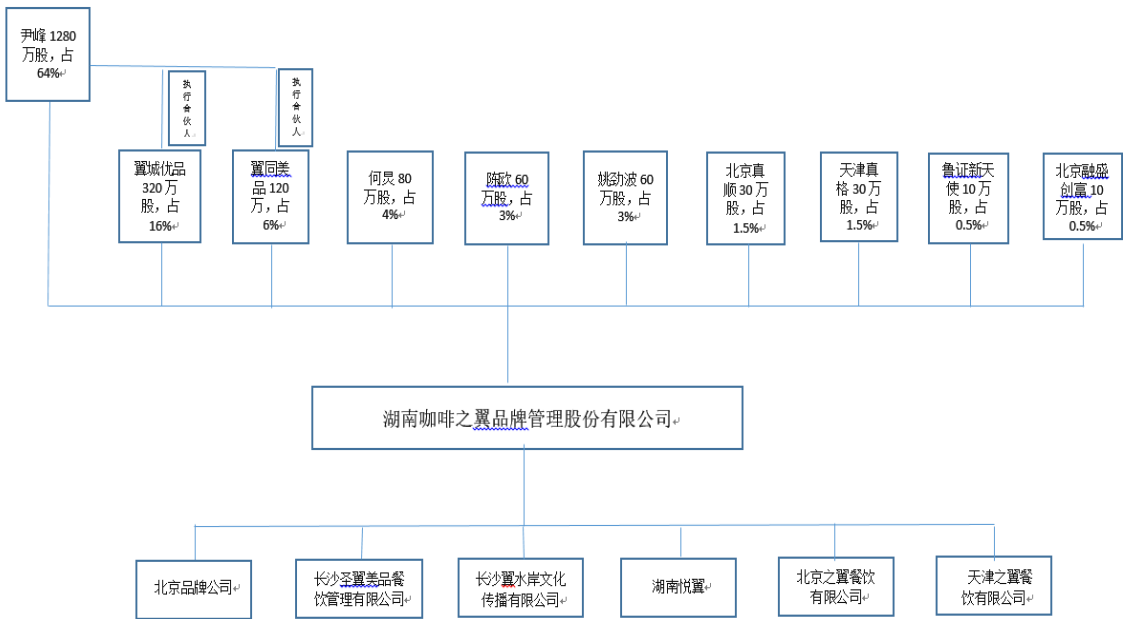 尹峰 1280
万股，占
64%
执
行
合
伙
人
执
行
合
伙
人
翼城优品
320 万
股，占
16%
翼同美
品 120
万，占
6%
何炅 80
万股，占
4%
陈欧 60
万股，占
3%
姚劲波 60
万股，占
3%
北京真
顺 30 万
股，占
1.5%
天津真
格 30 万
股，占
1.5%
鲁证新天
使 10 万
股，占
0.5%
北京融盛
创富 10
万股，占
0.5%
湖南咖啡之翼品牌管理股份有限公司
北京品牌公司
长沙圣翼美品餐
饮管理有限公司
长沙翼水岸文化
传播有限公司
湖南悦翼
北京之翼餐饮
有限公司
天津之翼餐
饮有限公司